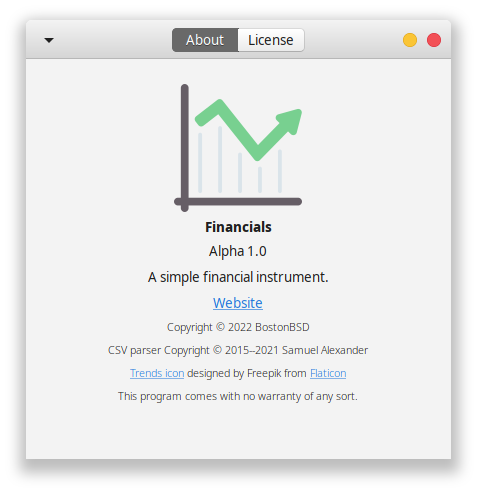 About License
Financials
Alpha 1.0
A simple financial instrument.
Website
Copyright © 2022 BostonBSD
CSV parser Copyright © 2015–2021 Samuel Alexander
Trends icon designed by Freepik from Flaticon
This program comes with no warranty of any sort.